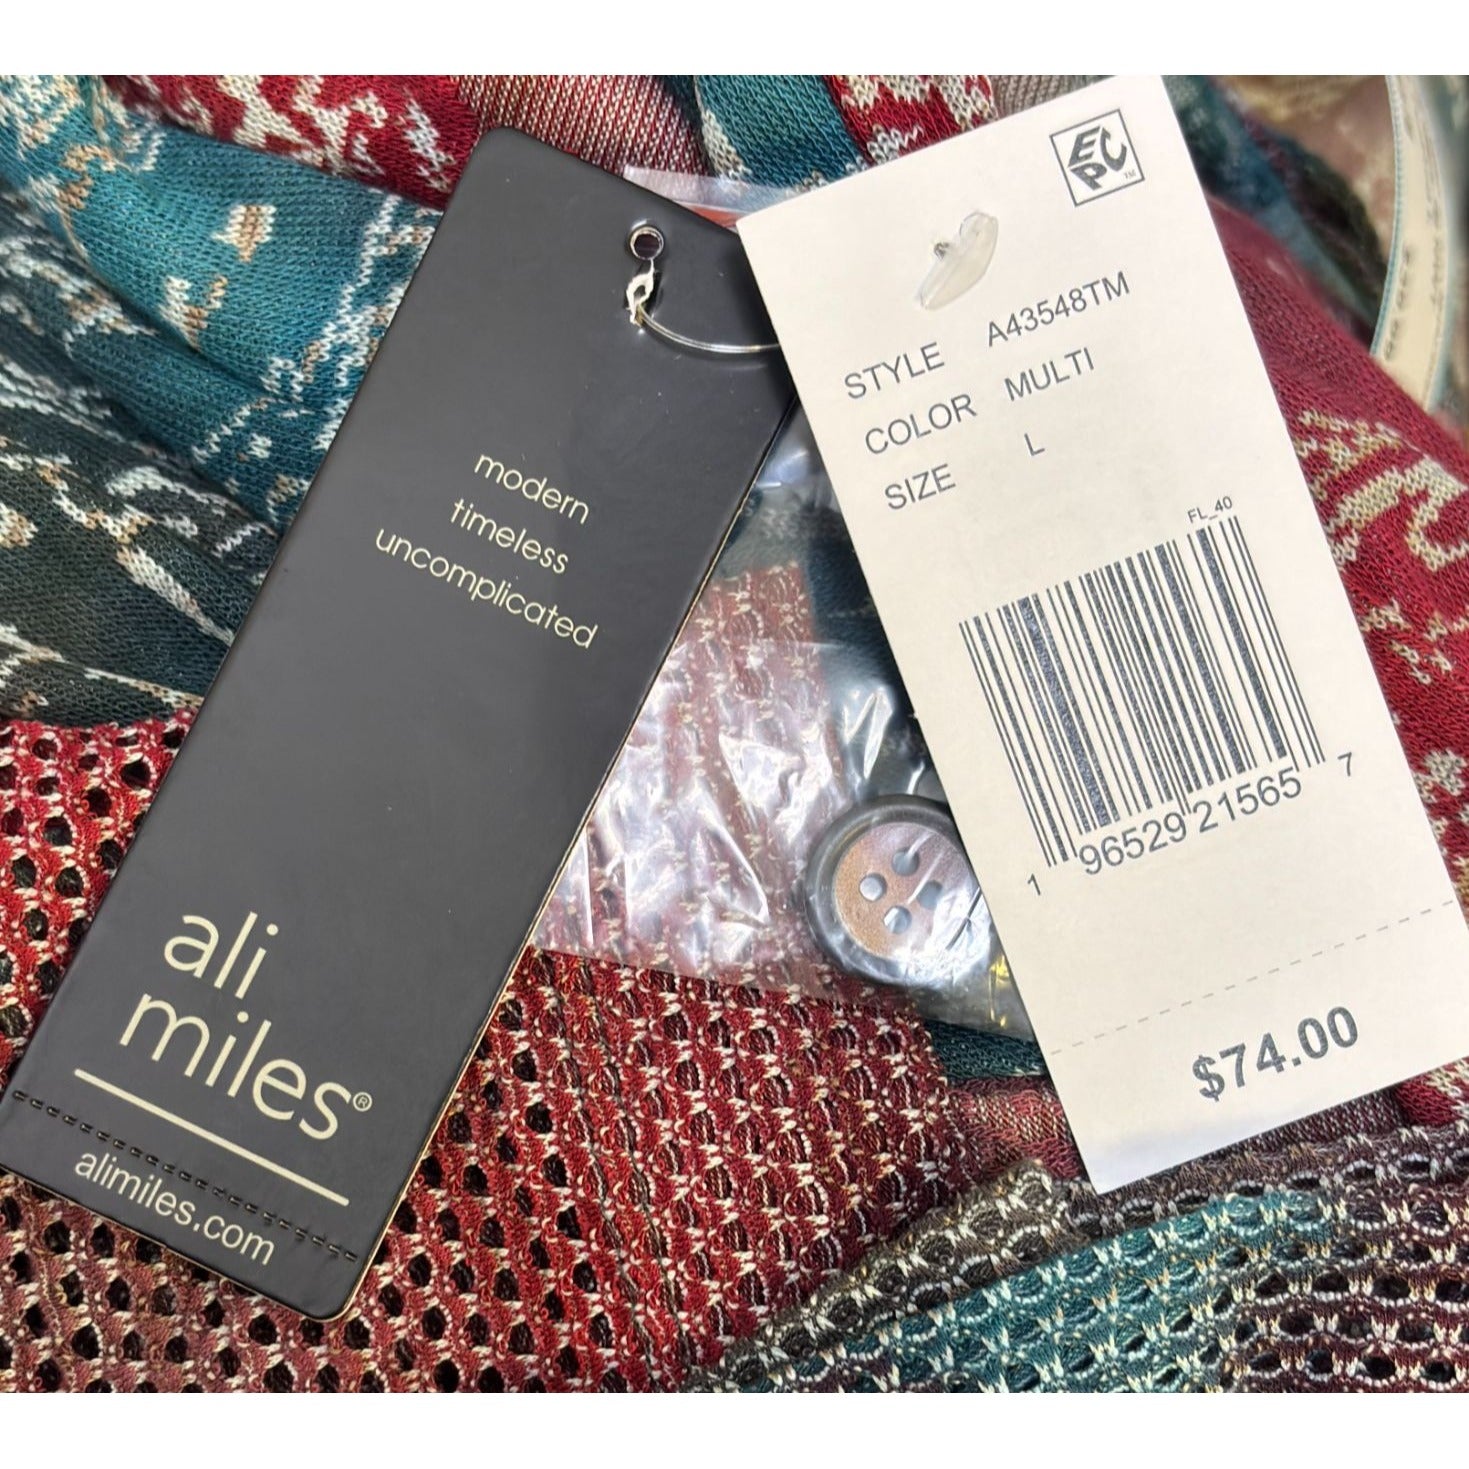 modern
timeless
uncomplicated
ali
miles®
alimiles.com
EPC™
STYLE A43548TM
COLOR MULTI
SIZE L
FL_40
1 96529 21565 7
$74.00